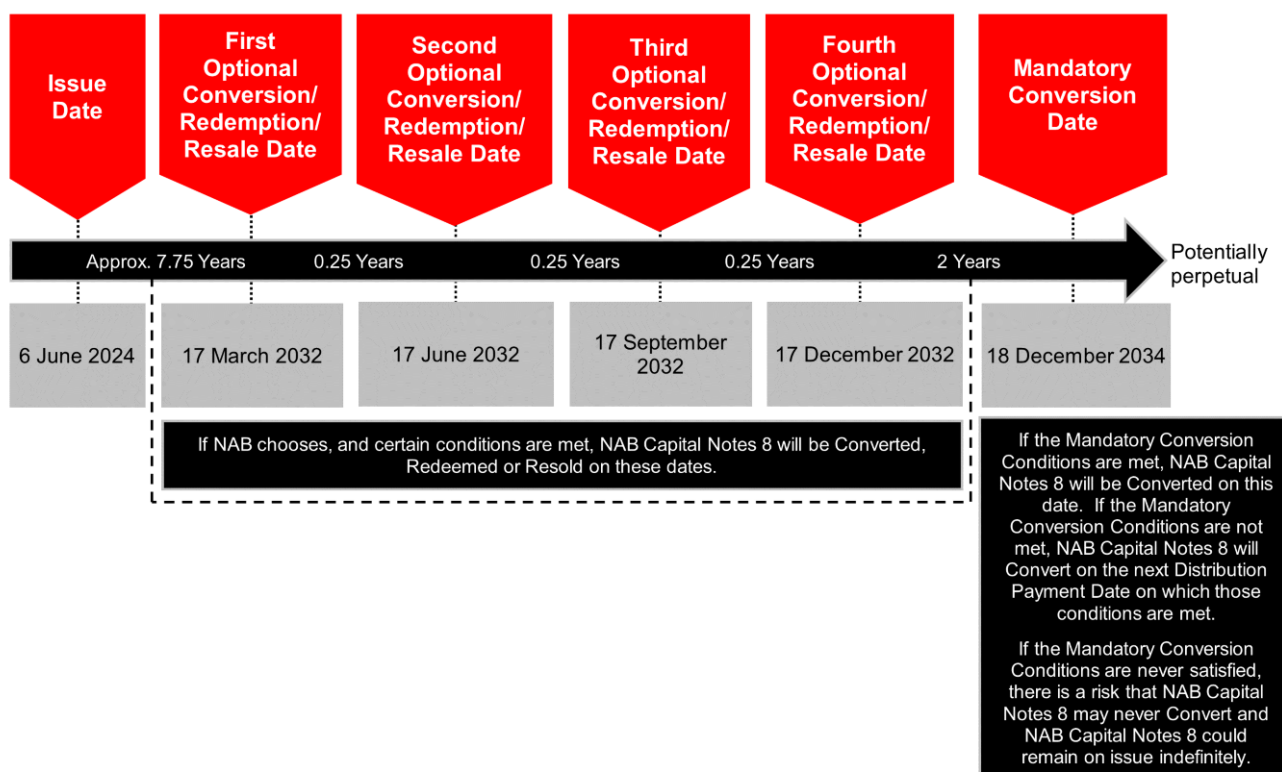 Issue
Date
First
Optional
Conversion/
Redemption/
Resale Date
Second
Optional
Conversion/
Redemption/
Resale Date
Third
Optional
Conversion/
Redemption/
Resale Date
Fourth
Optional
Conversion/
Redemption/
Resale Date
Mandatory
Conversion
Date
Approx. 7.75 Years
0.25 Years
0.25 Years
0.25 Years
2 Years
Potentially
perpetual
6 June 2024
17 March 2032
17 June 2032
17 September
2032
17 December 2032
18 December 2034
If NAB chooses, and certain conditions are met, NAB Capital Notes 8 will be Converted,
Redeemed or Resold on these dates.
If the Mandatory Conversion
Conditions are met, NAB Capital
Notes 8 will be Converted on this
date.  If the Mandatory
Conversion Conditions are not
met, NAB Capital Notes 8 will
Convert on the next Distribution
Payment Date on which those
conditions are met.
If the Mandatory Conversion
Conditions are never satisfied,
there is a risk that NAB Capital
Notes 8 may never Convert and
NAB Capital Notes 8 could
remain on issue indefinitely.